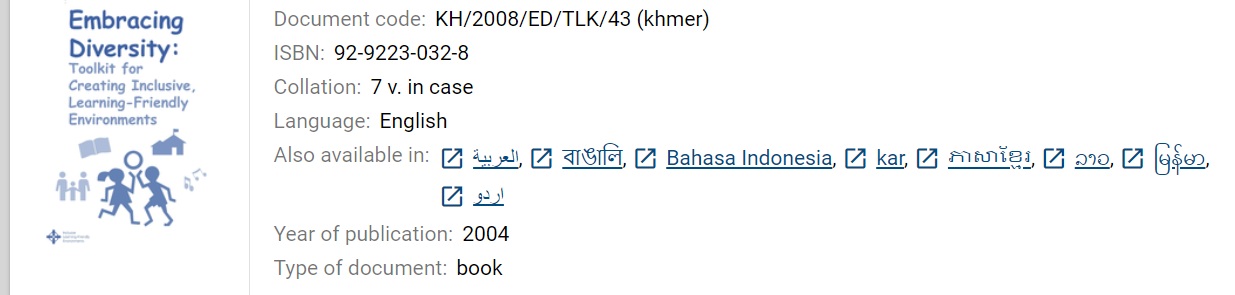 Embracing
Diversity:
Toolkit for
Creating Inclusive,
Learning-Friendly
Environments
Document code: KH/2008/ED/TLK/43 (khmer)
ISBN: 92-9223-032-8
Collation: 7 v. in case
Language: English
Also available in: العربية, বাঙালি, Bahasa Indonesia, kar, ភាសាខ្មែរ, ລາວ, မြန်မာ,
اردو
Year of publication: 2004
Type of document: book